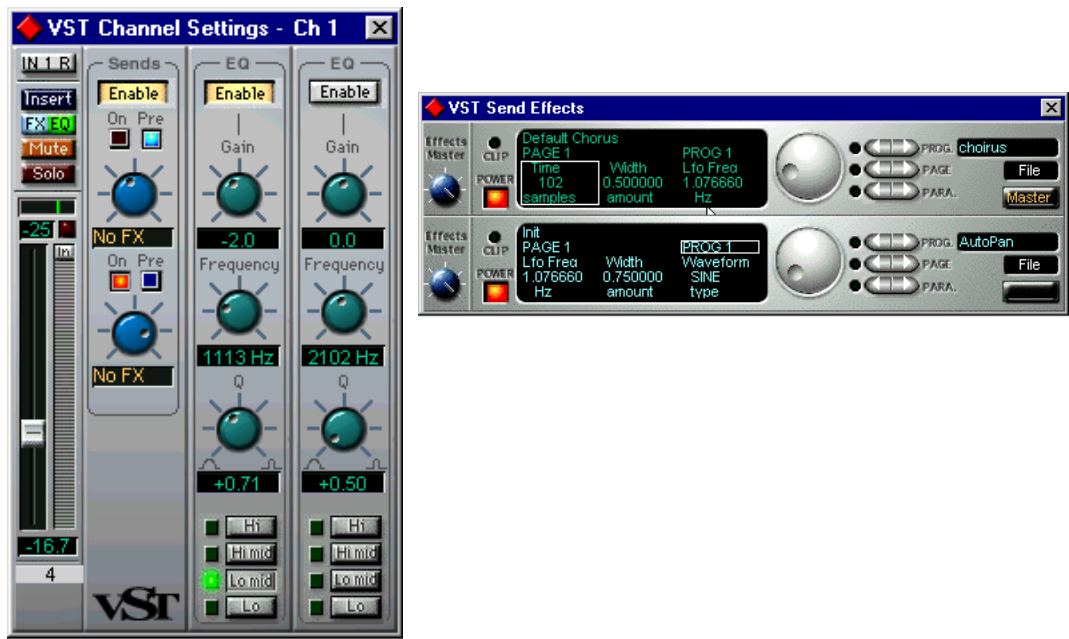 VST Channel Settings - Ch 1
IN 1 R
Insert
FX EQ
Mute
Solo
-25
In
-16.7
4
Sends
Enable
On Pre
No FX
On Pre
No FX
VST
EQ
Enable
Gain
-2.0
Frequency
1113 Hz
Q
+0.71
Hi
Hi mid
Lo mid
Lo
EQ
Enable
Gain
0.0
Frequency
2102 Hz
Q
+0.50
Hi
Hi mid
Lo mid
Lo
VST Send Effects
Effects
Master
CLIP
POWER
Default Chorus
PAGE 1 PROG 1
Time Width Lfo Freq
102 0.500000 1.076660
samples amount Hz
PROG. choirus
PAGE File
PARA. Master
Effects
Master
CLIP
POWER
Init
PAGE 1 PROG 1
Lfo Freq Width Waveform
1.076660 0.750000 SINE
Hz amount type
PROG. AutoPan
PAGE File
PARA.